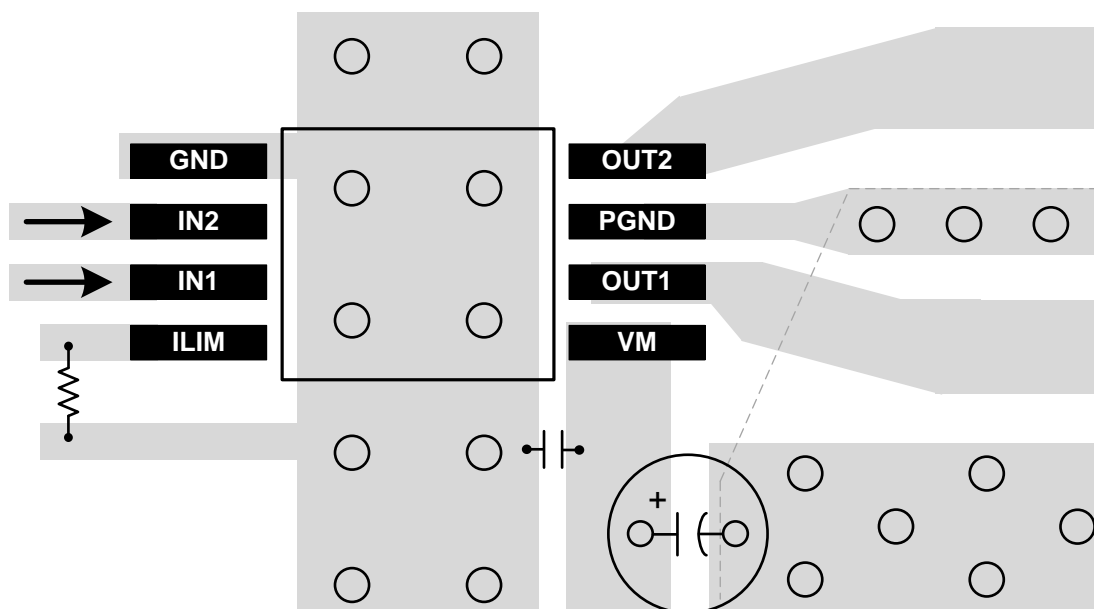 GND
IN2
IN1
ILIM
OUT2
PGND
OUT1
VM
+